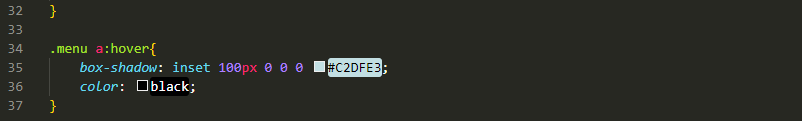 32 }
33
34 .menu a:hover{
35 box-shadow: inset 100px 0 0 0 #C2DFE3;
36 color: black;
37 }